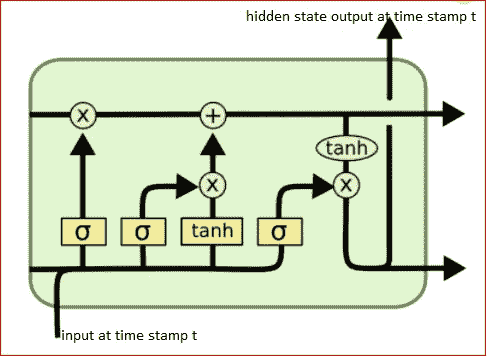 hidden state output at time stamp t
x
+
tanh
x
x
σ
σ
tanh
σ
input at time stamp t